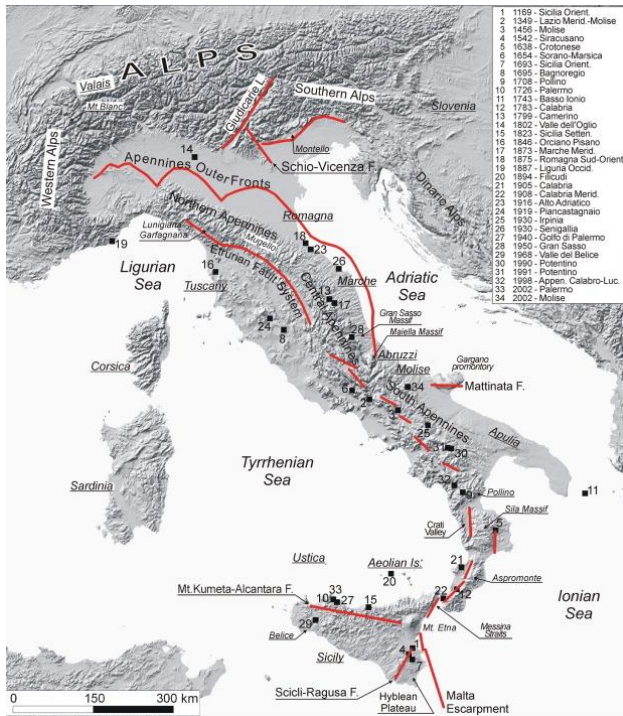 1 1169 - Sicilia Orient.
2 1349 - Lazio Merid.-Molise
3 1456 - Molise
4 1542 - Siracusano
5 1638 - Crotonese
6 1654 - Sorano-Marsica
7 1693 - Sicilia Orient.
8 1695 - Bagnoregio
9 1708 - Pollino
10 1726 - Palermo
11 1743 - Basso Ionio
12 1783 - Calabria
13 1799 - Camerino
14 1802 - Valle dell'Oglio
15 1823 - Sicilia Setten.
16 1846 - Orciano Pisano
17 1873 - Marche Merid.
18 1875 - Romagna Sud-Orient
19 1887 - Liguria Occid.
20 1894 - Filicudi
21 1905 - Calabria
22 1908 - Calabria Merid.
23 1916 - Alto Adriatico
24 1919 - Piancastagnaio
25 1930 - Irpinia
26 1930 - Senigallia
27 1940 - Golfo di Palermo
28 1950 - Gran Sasso
29 1968 - Valle del Belice
30 1990 - Potentino
31 1991 - Potentino
32 1998 - Appen. Calabro-Luc.
33 2002 - Palermo
34 2002 - Molise
ALPS
Valais
Mt Blanc
Western Alps
Giudicarie L.
Southern Alps
Slovenia
Montello
Schio-Vicenza F.
14
Apennines Outer Fronts
Dinaric Alps
Northern Apennines
Romagna
Lunigiana
Garfagnana
Mugello
18
23
19
Ligurian
Sea
16
Tuscany
Etrurian Fault System
26
Marche
Adriatic
Sea
13
17
Central Apennines
Gran Sasso
Massif
Maiella Massif
24
8
28
Abruzzi
Molise
Gargano
promontory
Mattinata F.
Corsica
6
2
34
3
South Apennines
25
31
30
Apulia
Tyrrhenian
Sea
Sardinia
32
9
Pollino
11
Sila Massif
Crati
Valley
5
Ustica
Aeolian Is.
20
21
Aspromonte
Mt.Kumeta-Alcantara F.
33
10
27
15
22
12
Ionian
Sea
29
Belice
Mt. Etna
Messina
Straits
Sicily
1
4
Scicli-Ragusa F.
Hyblean
Plateau
Malta
Escarpment
0 150 300 km